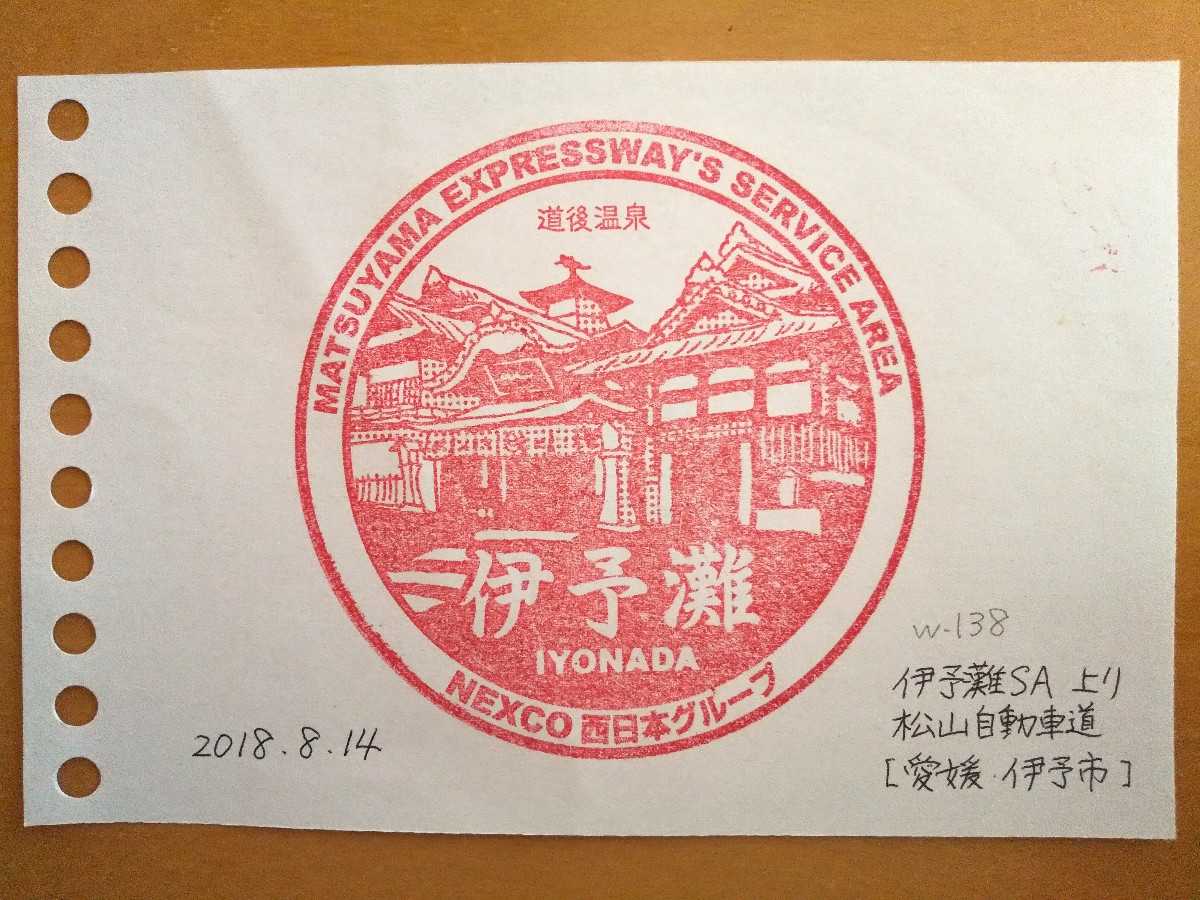 MATSUYAMA EXPRESSWAY'S SERVICE AREA
道後温泉
伊予灘
IYONADA
NEXCO 西日本グループ
2018.8.14
W-138
伊予灘SA 上り
松山自動車道
[愛媛・伊予市]